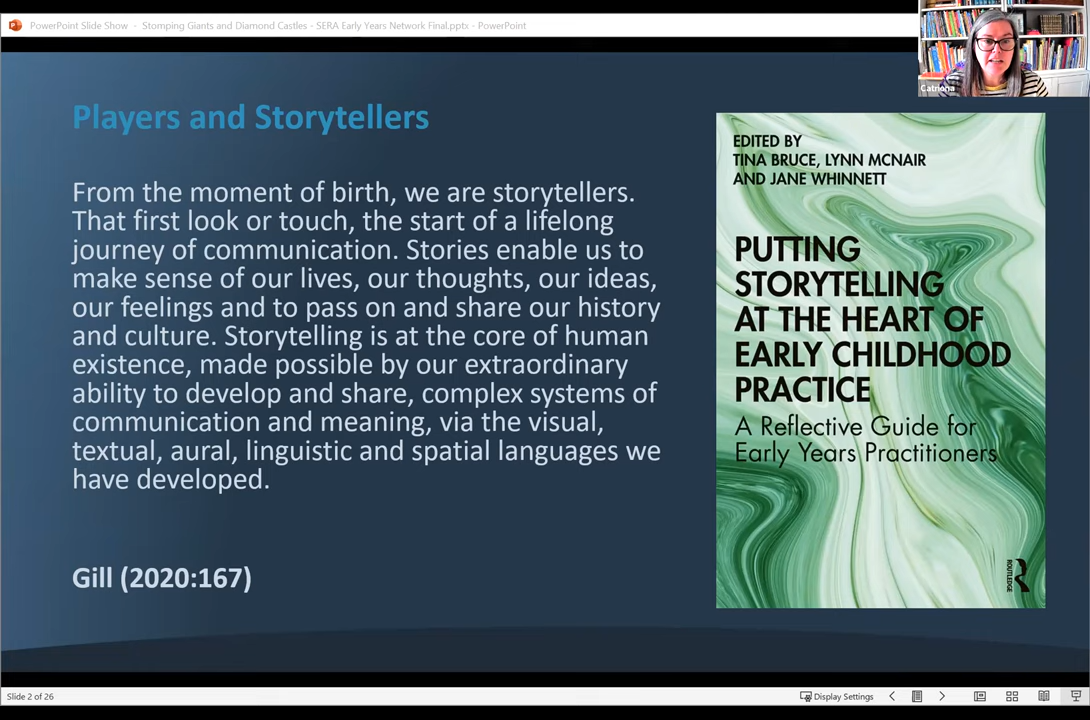 PowerPoint Slide Show - Stomping Giants and Diamond Castles - SERA Early Years Network Final.pptx - PowerPoint
Catriona
Players and Storytellers
From the moment of birth, we are storytellers.
That first look or touch, the start of a lifelong
journey of communication. Stories enable us to
make sense of our lives, our thoughts, our ideas,
our feelings and to pass on and share our history
and culture. Storytelling is at the core of human
existence, made possible by our extraordinary
ability to develop and share, complex systems of
communication and meaning, via the visual,
textual, aural, linguistic and spatial languages we
have developed.
Gill (2020:167)
EDITED BY
TINA BRUCE, LYNN MCNAIR
AND JANE WHINNETT
PUTTING
STORYTELLING
AT THE HEART OF
EARLY CHILDHOOD
PRACTICE
A Reflective Guide for
Early Years Practitioners
ROUTLEDGE
Slide 2 of 26
Display Settings